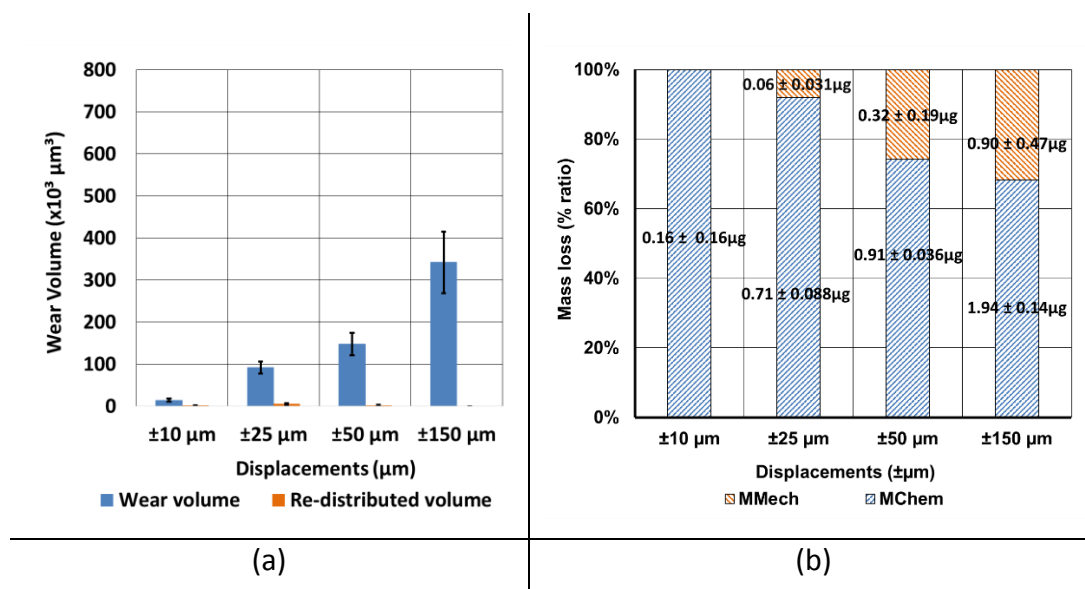 800
700
600
500
400
300
200
100
0
Wear Volume (x10³ µm³)
±10 µm ±25 µm ±50 µm ±150 µm
Displacements (µm)
Wear volume Re-distributed volume
(a)
100%
80%
60%
40%
20%
0%
Mass loss (% ratio)
0.06 ± 0.031µg
0.32 ± 0.19µg
0.90 ± 0.47µg
0.16 ± 0.16µg
0.91 ± 0.036µg
0.71 ± 0.088µg
1.94 ± 0.14µg
±10 µm ±25 µm ±50 µm ±150 µm
Displacements (±µm)
MMech MChem
(b)